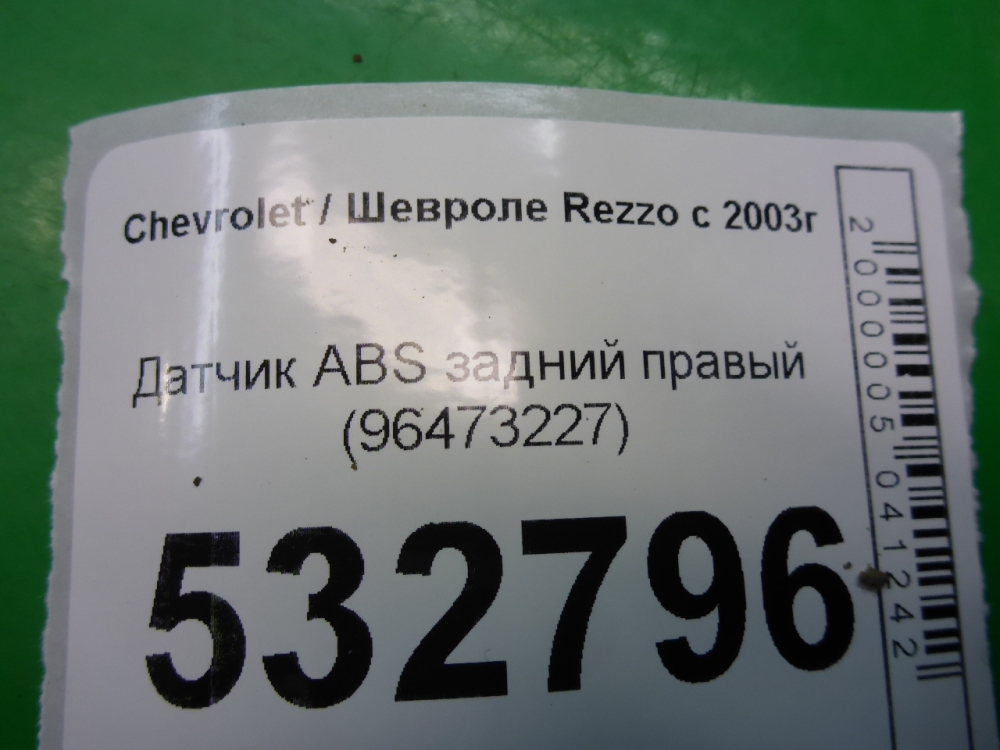 Chevrolet / Шевроле Rezzo с 2003г
Датчик ABS задний правый
(96473227)
532796
2000005041242